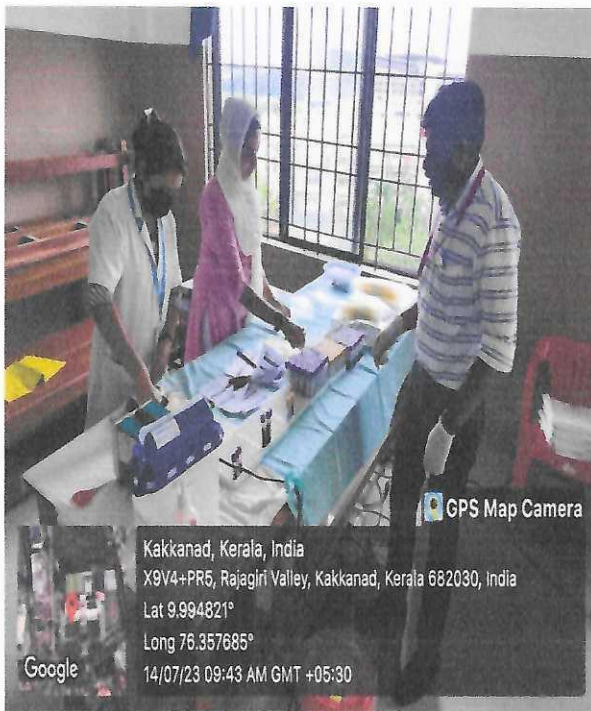 GPS Map Camera
Kakkanad, Kerala, India
X9V4+PR5, Rajagiri Valley, Kakkanad, Kerala 682030, India
Lat 9.994821°
Long 76.357685°
14/07/23 09:43 AM GMT +05:30
Google